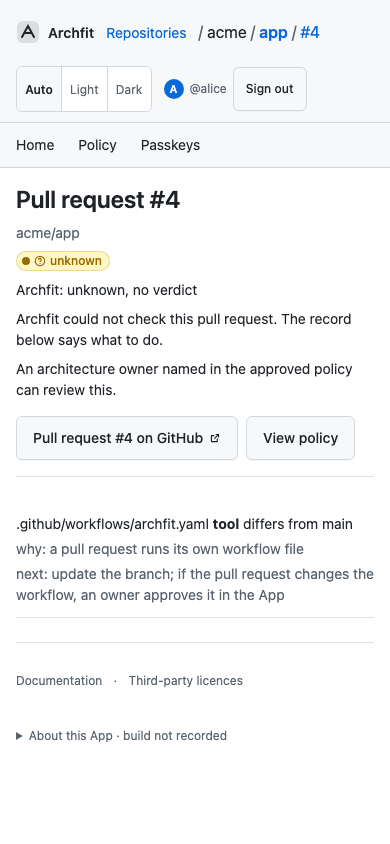 Archfit Repositories / acme / app / #4
Auto Light Dark A @alice Sign out
Home Policy Passkeys
Pull request #4
acme/app
unknown
Archfit: unknown, no verdict
Archfit could not check this pull request. The record
below says what to do.
An architecture owner named in the approved policy
can review this.
Pull request #4 on GitHub View policy
.github/workflows/archfit.yaml tool differs from main
why: a pull request runs its own workflow file
next: update the branch; if the pull request changes the
workflow, an owner approves it in the App
Documentation · Third-party licences
About this App · build not recorded